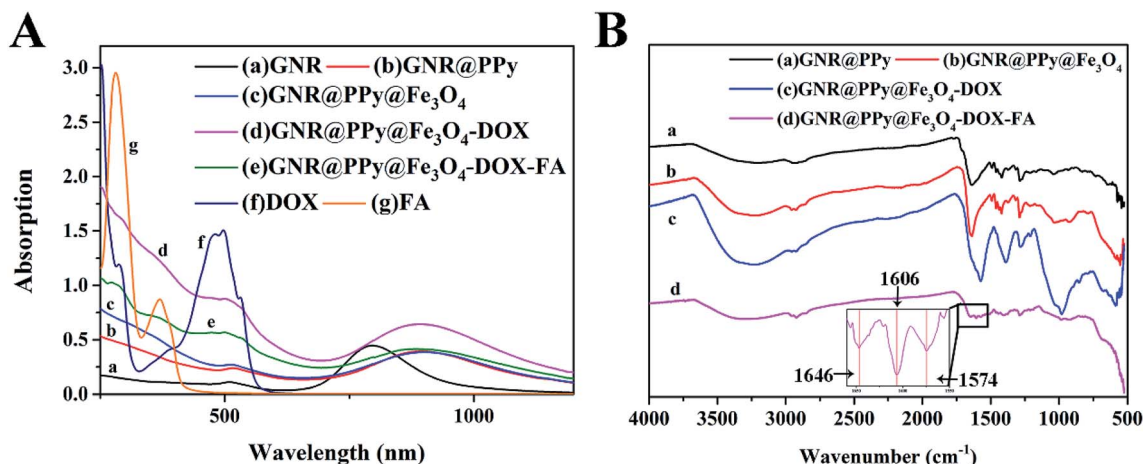 A
(a)GNR (b)GNR@PPy
(c)GNR@PPy@Fe₃O₄
(d)GNR@PPy@Fe₃O₄-DOX
(e)GNR@PPy@Fe₃O₄-DOX-FA
(f)DOX (g)FA
3.0
2.5
2.0
1.5
1.0
0.5
0.0
Absorption
g
f
d
e
c
b
a
500 1000
Wavelength (nm)
B
(a)GNR@PPy (b)GNR@PPy@Fe₃O₄
(c)GNR@PPy@Fe₃O₄-DOX
(d)GNR@PPy@Fe₃O₄-DOX-FA
a
b
c
d
1606
1646 1574
4000 3500 3000 2500 2000 1500 1000
Wavenumber (cm⁻¹)